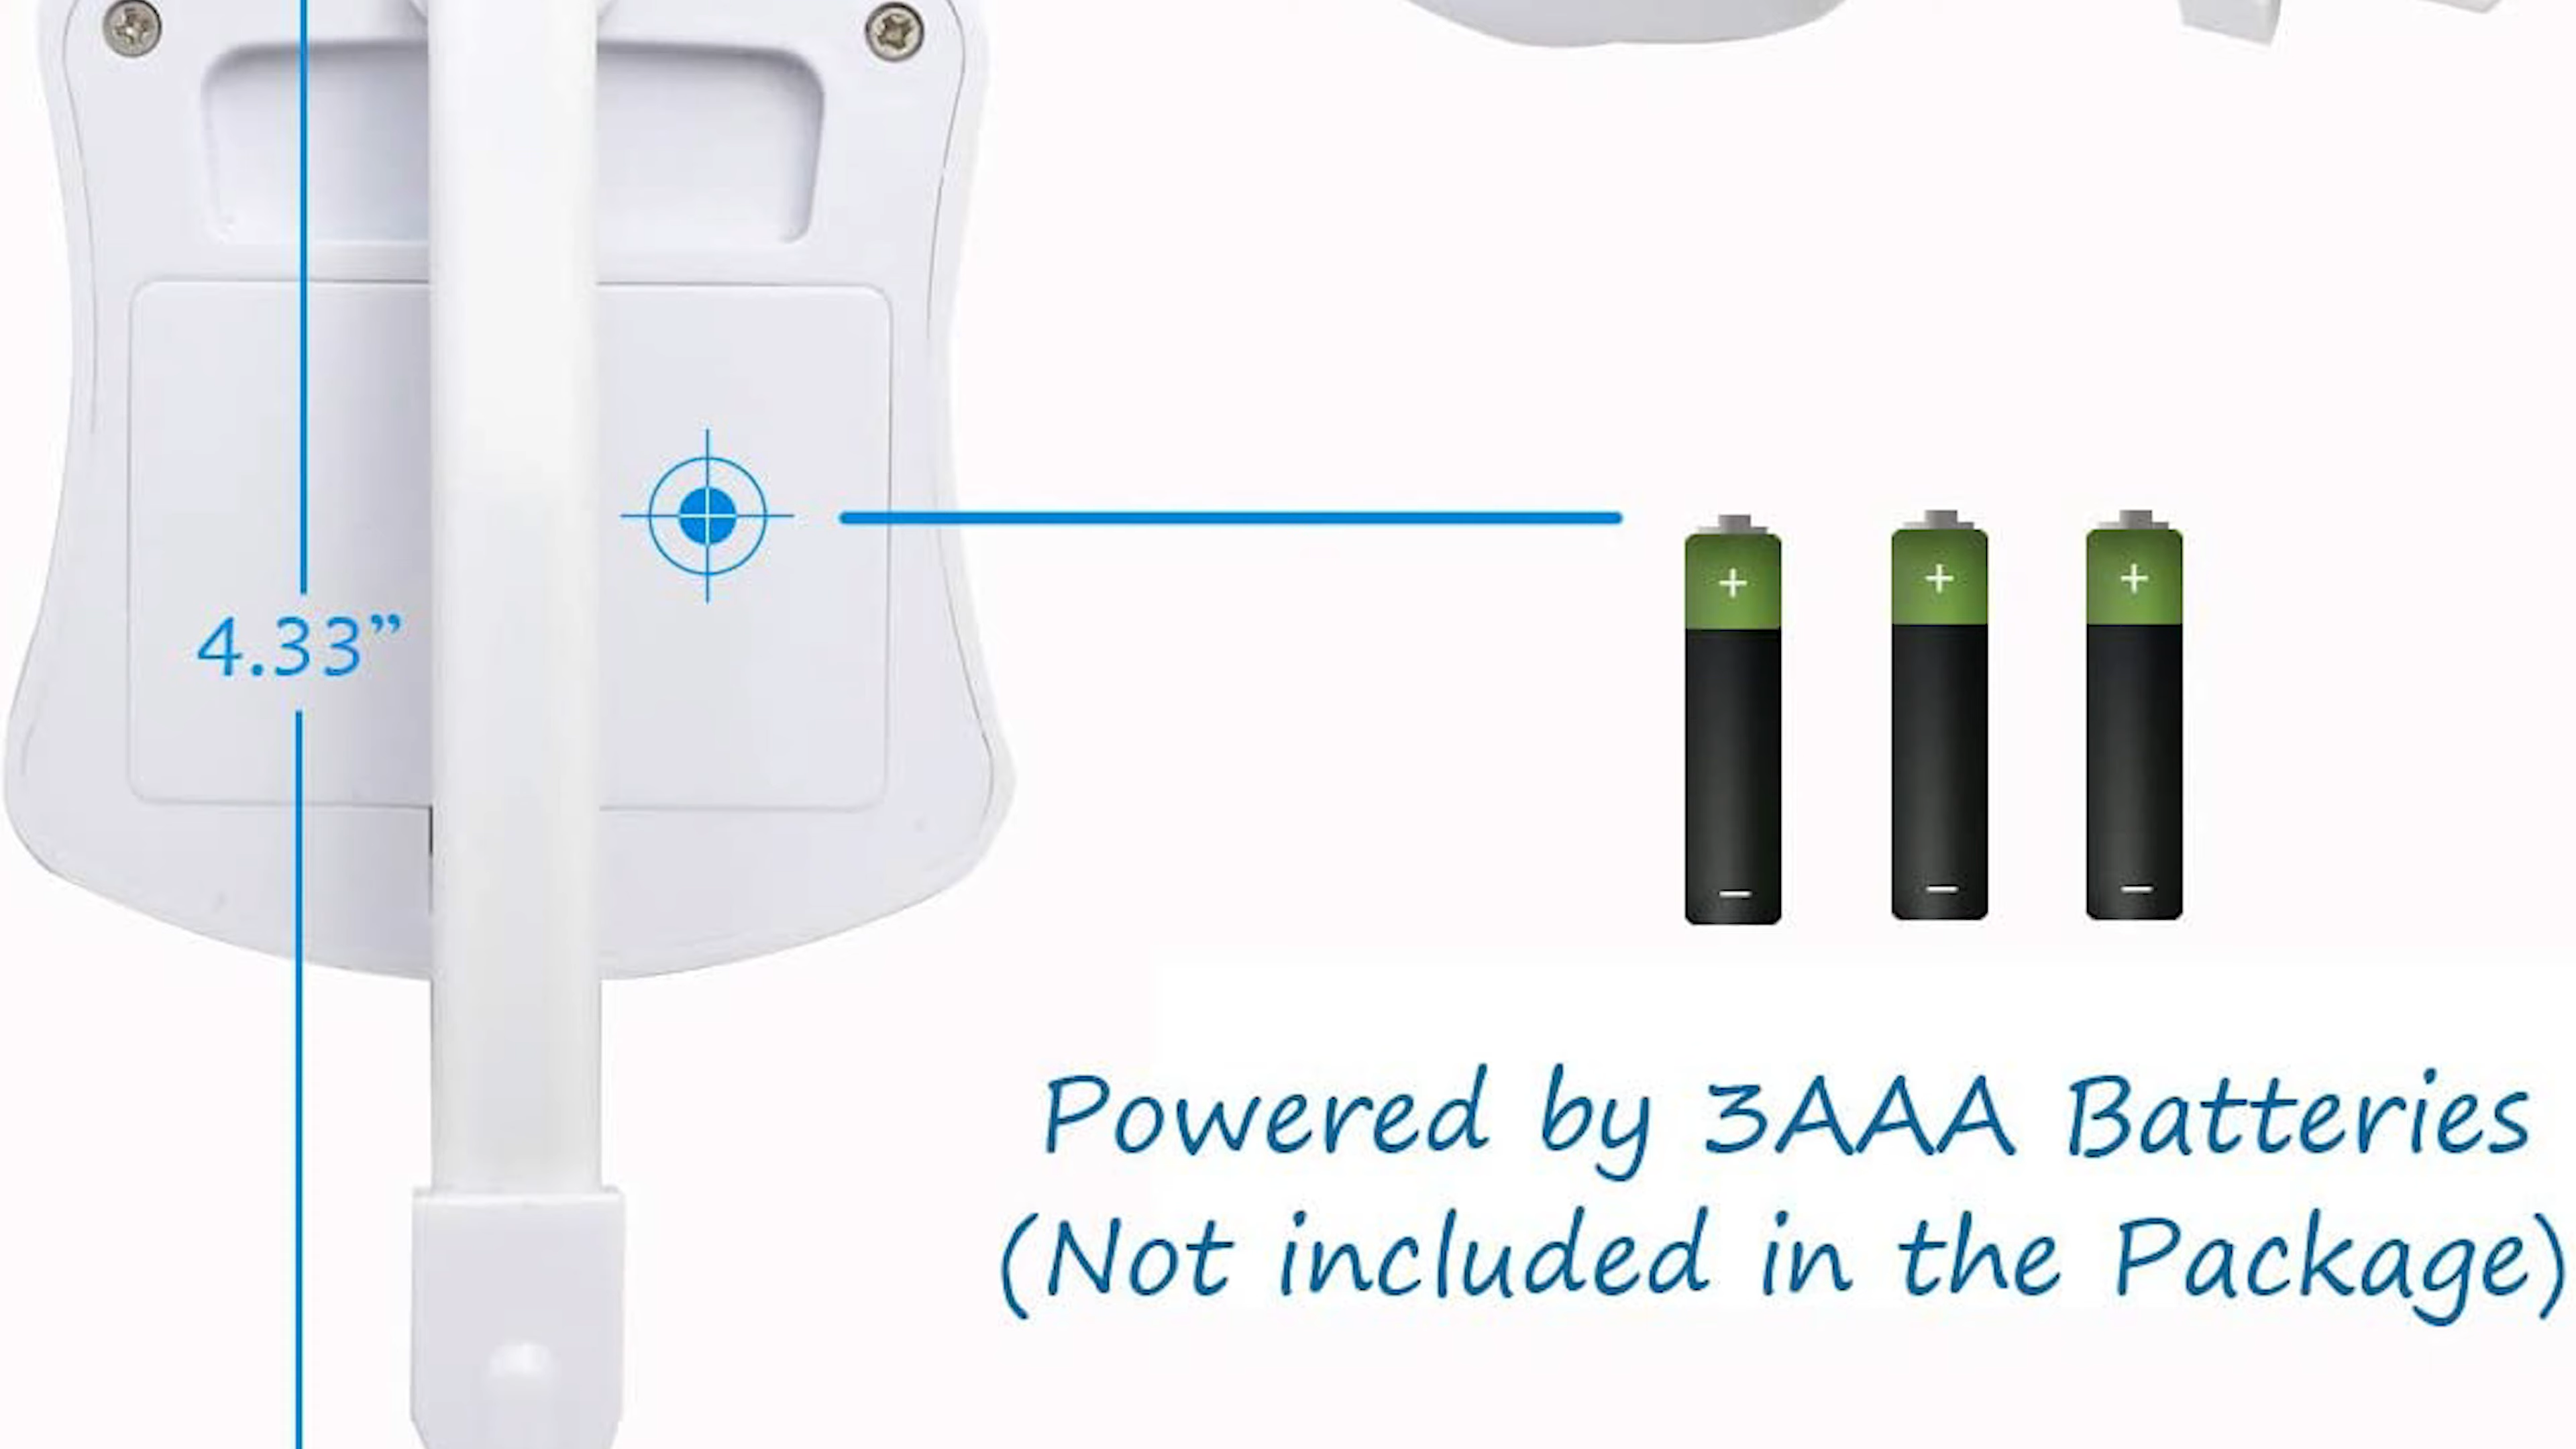 4.33”
+ + +
– – –
Powered by 3AAA Batteries
(Not included in the Package)